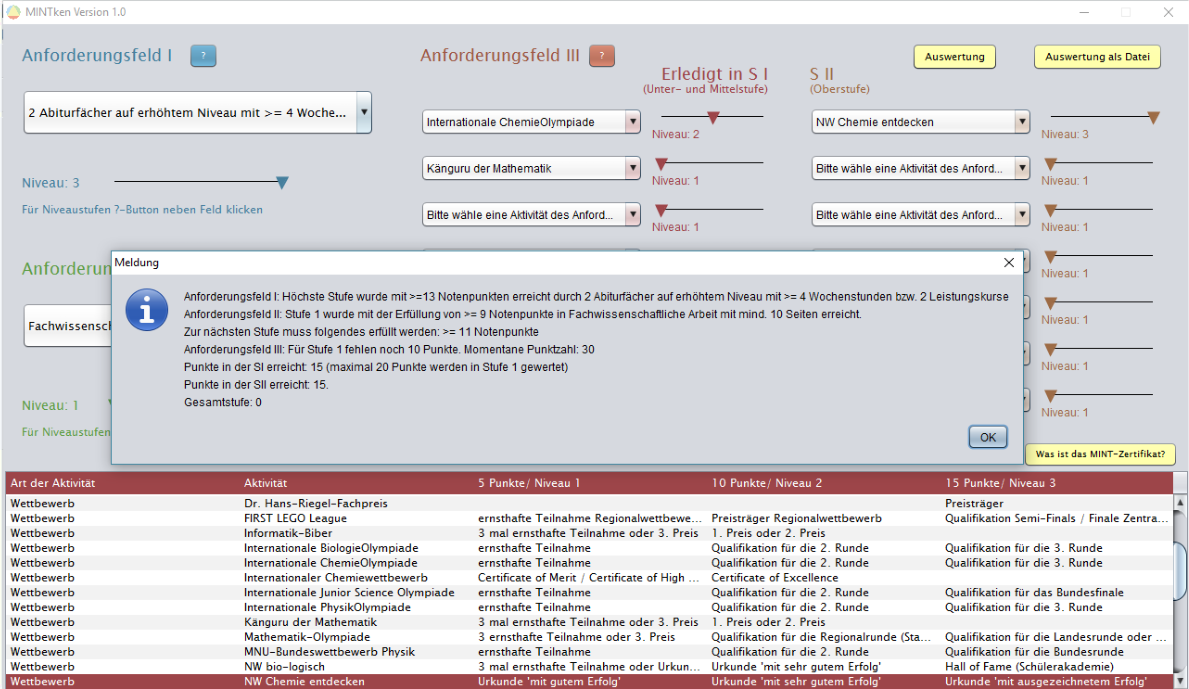 MINTken Version 1.0
Anforderungsfeld I
?
Anforderungsfeld III
?
Auswertung
Auswertung als Datei
Erledigt in S I
(Unter- und Mittelstufe)
S II
(Oberstufe)
2 Abiturfächer auf erhöhtem Niveau mit >= 4 Woche...
Internationale ChemieOlympiade
Niveau: 2
NW Chemie entdecken
Niveau: 3
Känguru der Mathematik
Niveau: 1
Bitte wähle eine Aktivität des Anford...
Niveau: 1
Niveau: 3
Für Niveaustufen ?-Button neben Feld klicken
Bitte wähle eine Aktivität des Anford...
Niveau: 1
Bitte wähle eine Aktivität des Anford...
Niveau: 1
Anforderun
Niveau: 1
Fachwissensch
Niveau: 1
Niveau: 1
Niveau: 1
Niveau: 1
Für Niveaustufen
Meldung
Anforderungsfeld I: Höchste Stufe wurde mit >=13 Notenpunkten erreicht durch 2 Abiturfächer auf erhöhtem Niveau mit >= 4 Wochenstunden bzw. 2 Leistungskurse
Anforderungsfeld II: Stufe 1 wurde mit der Erfüllung von >= 9 Notenpunkte in Fachwissenschaftliche Arbeit mit mind. 10 Seiten erreicht.
Zur nächsten Stufe muss folgendes erfüllt werden: >= 11 Notenpunkte
Anforderungsfeld III: Für Stufe 1 fehlen noch 10 Punkte. Momentane Punktzahl: 30
Punkte in der SI erreicht: 15 (maximal 20 Punkte werden in Stufe 1 gewertet)
Punkte in der SII erreicht: 15.
Gesamtstufe: 0
OK
Was ist das MINT-Zertifikat?
Art der Aktivität Aktivität 5 Punkte/ Niveau 1 10 Punkte/ Niveau 2 15 Punkte/ Niveau 3
Wettbewerb Dr. Hans-Riegel-Fachpreis Preisträger
Wettbewerb FIRST LEGO League ernsthafte Teilnahme Regionalwettbewe... Preisträger Regionalwettbewerb Qualifikation Semi-Finals / Finale Zentra...
Wettbewerb Informatik-Biber 3 mal ernsthafte Teilnahme oder 3. Preis 1. Preis oder 2. Preis
Wettbewerb Internationale BiologieOlympiade ernsthafte Teilnahme Qualifikation für die 2. Runde Qualifikation für die 3. Runde
Wettbewerb Internationale ChemieOlympiade ernsthafte Teilnahme Qualifikation für die 2. Runde Qualifikation für die 3. Runde
Wettbewerb Internationaler Chemiewettbewerb Certificate of Merit / Certificate of High ... Certificate of Excellence
Wettbewerb Internationale Junior Science Olympiade ernsthafte Teilnahme Qualifikation für die 2. Runde Qualifikation für das Bundesfinale
Wettbewerb Internationale PhysikOlympiade ernsthafte Teilnahme Qualifikation für die 2. Runde Qualifikation für die 3. Runde
Wettbewerb Känguru der Mathematik 3 mal ernsthafte Teilnahme oder 3. Preis 1. Preis oder 2. Preis
Wettbewerb Mathematik-Olympiade 3 ernsthafte Teilnahme oder 3. Preis Qualifikation für die Regionalrunde (Sta... Qualifikation für die Landesrunde oder ...
Wettbewerb MNU-Bundeswettbewerb Physik ernsthafte Teilnahme Qualifikation für die 2. Runde Qualifikation für die Bundesrunde
Wettbewerb NW bio-logisch 3 mal ernsthafte Teilnahme oder Urkun... Urkunde 'mit sehr gutem Erfolg' Hall of Fame (Schülerakademie)
Wettbewerb NW Chemie entdecken Urkunde 'mit gutem Erfolg' Urkunde 'mit sehr gutem Erfolg' Urkunde 'mit ausgezeichnetem Erfolg'